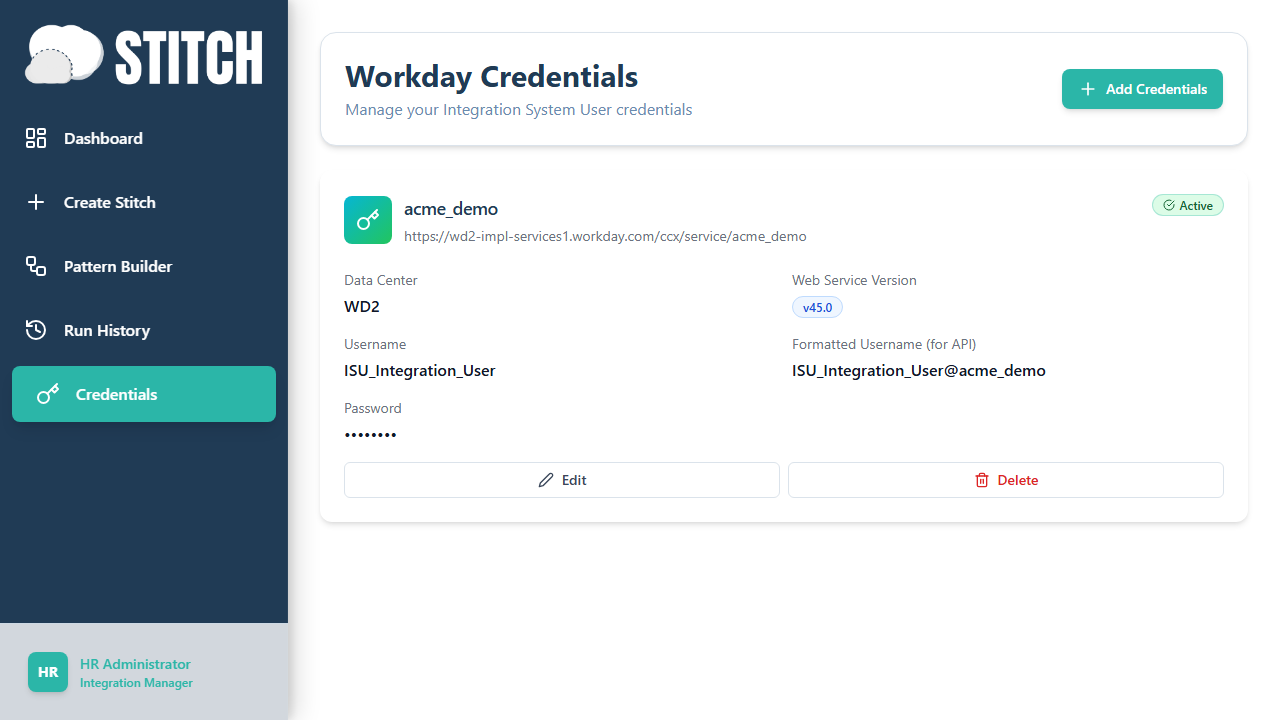 STITCH
Dashboard
Create Stitch
Pattern Builder
Run History
Credentials
HR
HR Administrator
Integration Manager
Workday Credentials
Manage your Integration System User credentials
Add Credentials
acme_demo
https://wd2-impl-services1.workday.com/ccx/service/acme_demo
Active
Data Center
WD2
Web Service Version
v45.0
Username
ISU_Integration_User
Formatted Username (for API)
ISU_Integration_User@acme_demo
Password
••••••••
Edit
Delete